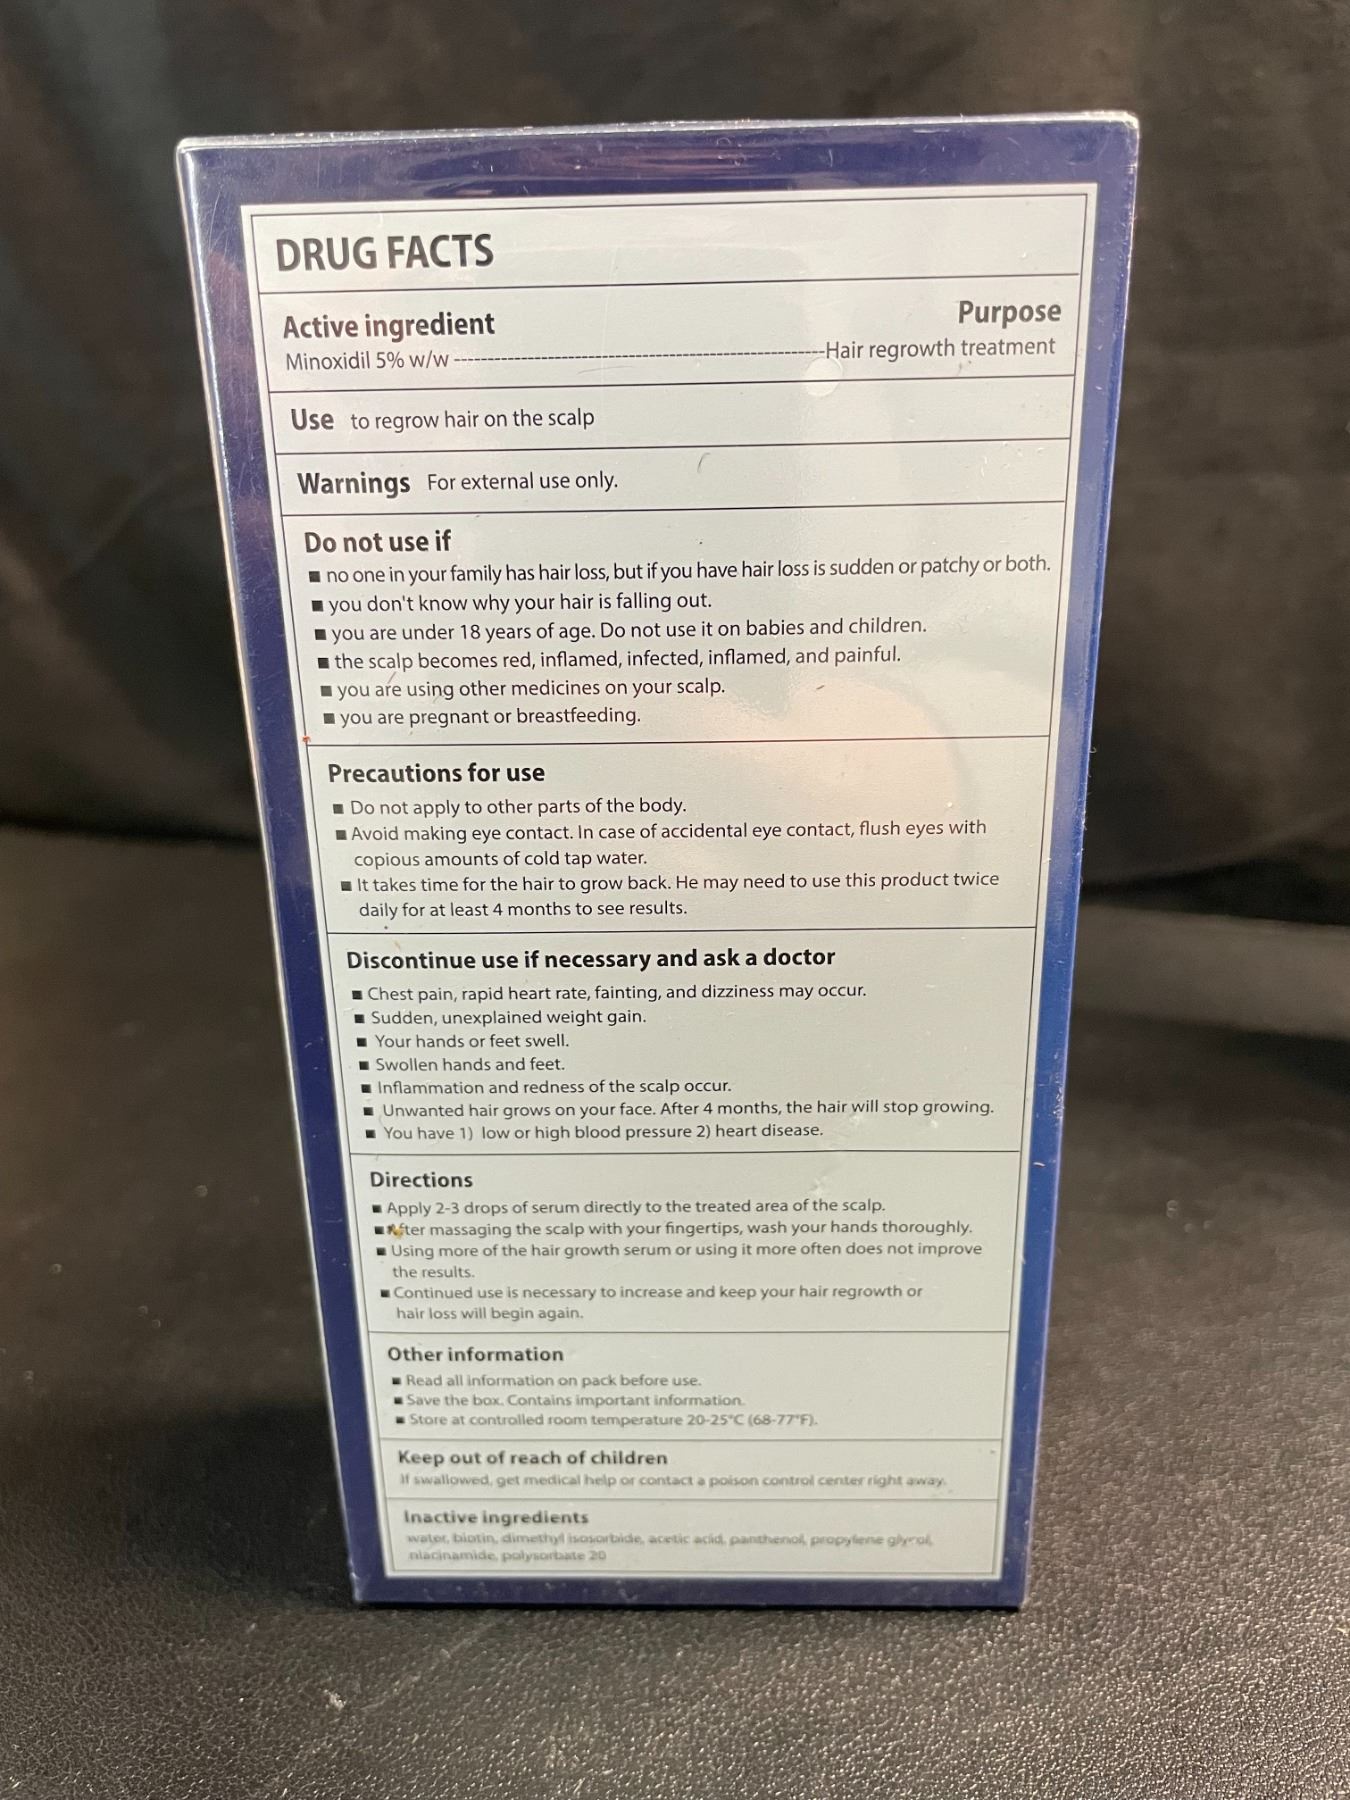 DRUG FACTS
Active ingredient
Purpose
Minoxidil 5% w/w ------------------------------------------------------- Hair regrowth treatment
Use to regrow hair on the scalp
Warnings For external use only.
Do not use if
■ no one in your family has hair loss, but if you have hair loss is sudden or patchy or both.
■ you don't know why your hair is falling out.
■ you are under 18 years of age. Do not use it on babies and children.
■ the scalp becomes red, inflamed, infected, inflamed, and painful.
■ you are using other medicines on your scalp.
■ you are pregnant or breastfeeding.
Precautions for use
■ Do not apply to other parts of the body.
■ Avoid making eye contact. In case of accidental eye contact, flush eyes with
copious amounts of cold tap water.
■ It takes time for the hair to grow back. He may need to use this product twice
daily for at least 4 months to see results.
Discontinue use if necessary and ask a doctor
■ Chest pain, rapid heart rate, fainting, and dizziness may occur.
■ Sudden, unexplained weight gain.
■ Your hands or feet swell.
■ Swollen hands and feet.
■ Inflammation and redness of the scalp occur.
■ Unwanted hair grows on your face. After 4 months, the hair will stop growing.
■ You have 1) low or high blood pressure 2) heart disease.
Directions
■ Apply 2-3 drops of serum directly to the treated area of the scalp.
■ After massaging the scalp with your fingertips, wash your hands thoroughly.
■ Using more of the hair growth serum or using it more often does not improve
the results.
■ Continued use is necessary to increase and keep your hair regrowth or
hair loss will begin again.
Other information
■ Read all information on pack before use.
■ Save the box. Contains important information.
■ Store at controlled room temperature 20-25°C (68-77°F).
Keep out of reach of children
If swallowed, get medical help or contact a poison control center right away.
Inactive ingredients
water, biotin, dimethyl isosorbide, acetic acid, panthenol, propylene glycol,
niacinamide, polysorbate 20